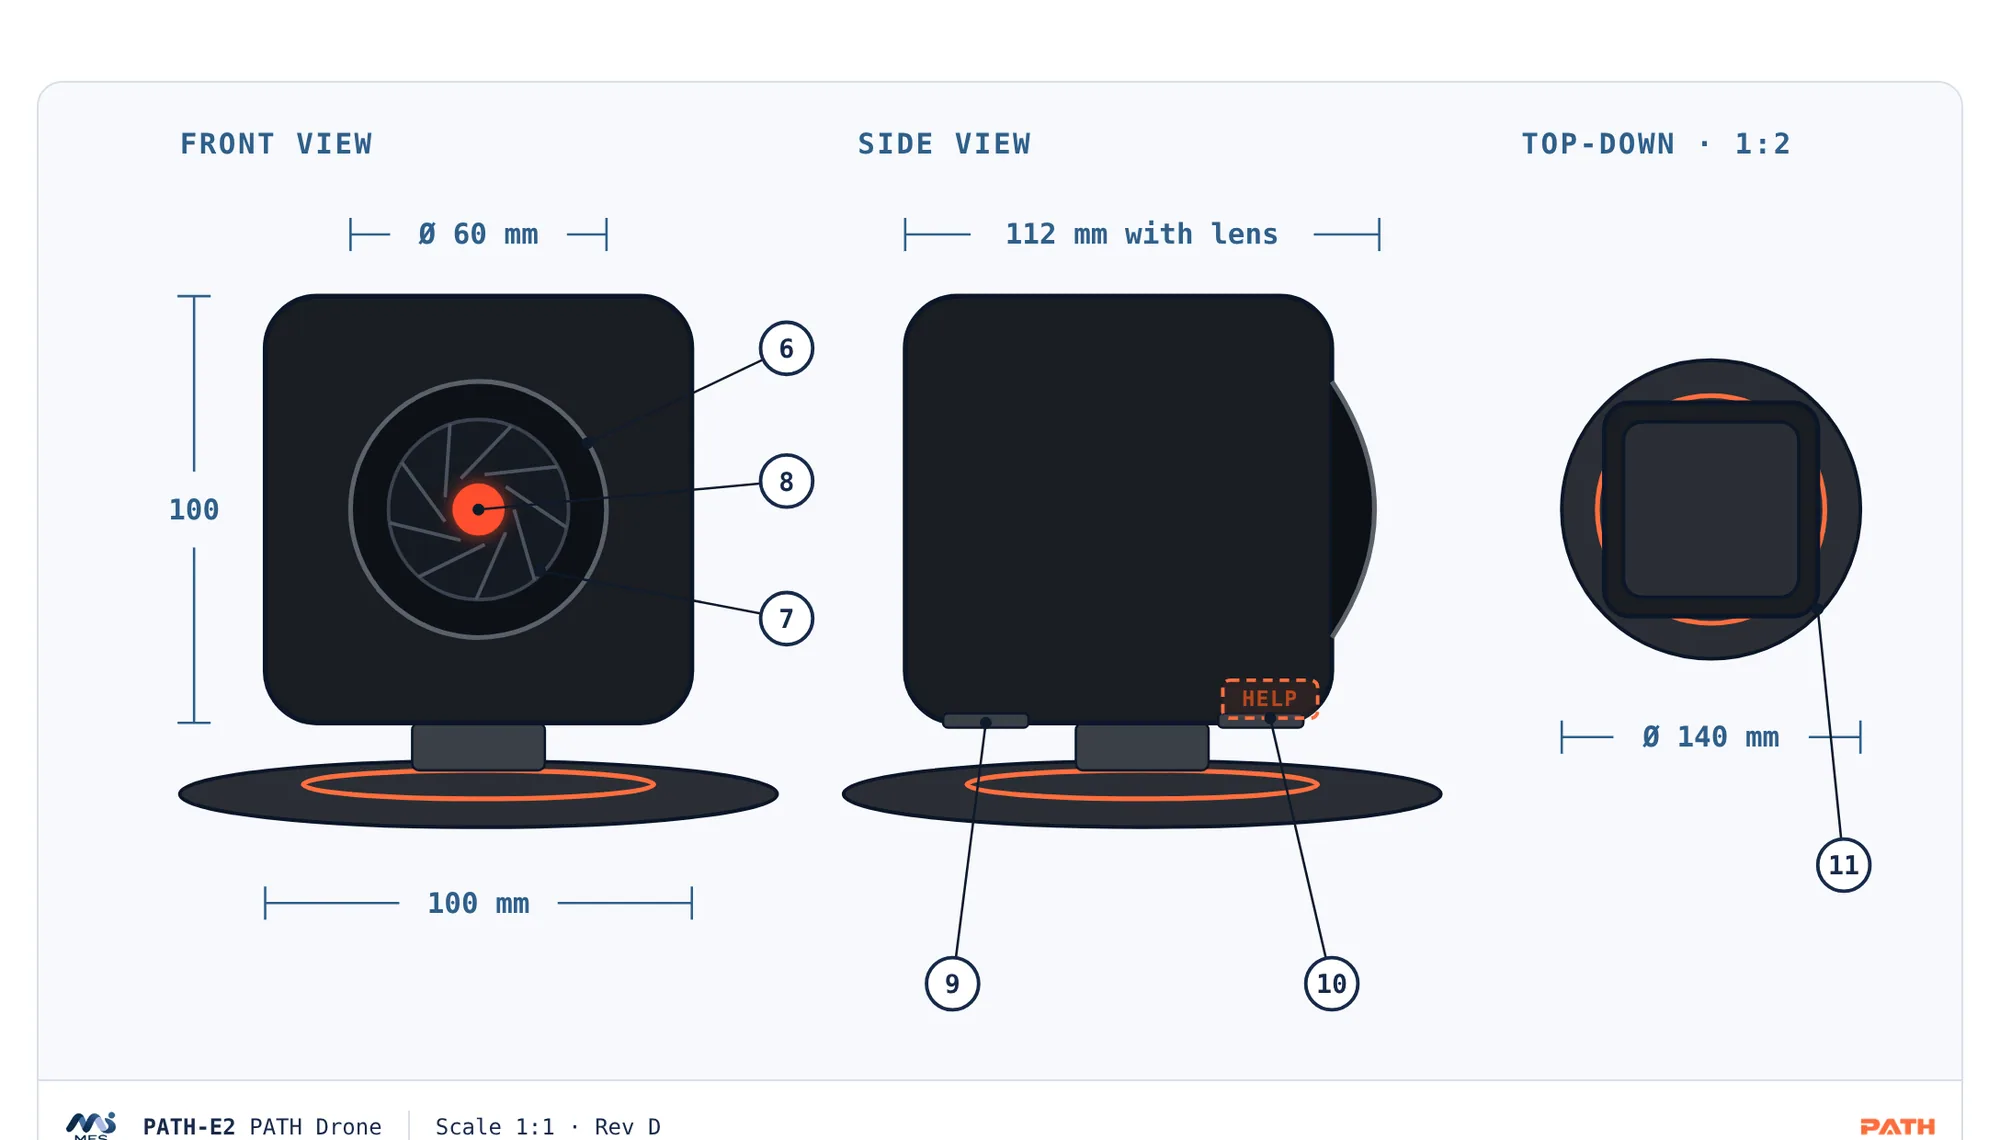 FRONT VIEW
SIDE VIEW
TOP-DOWN · 1:2
Ø 60 mm
112 mm with lens
6
8
100
7
HELP
Ø 140 mm
11
100 mm
9
10
MES
PATH-E2 PATH Drone
Scale 1:1 · Rev D
PATH